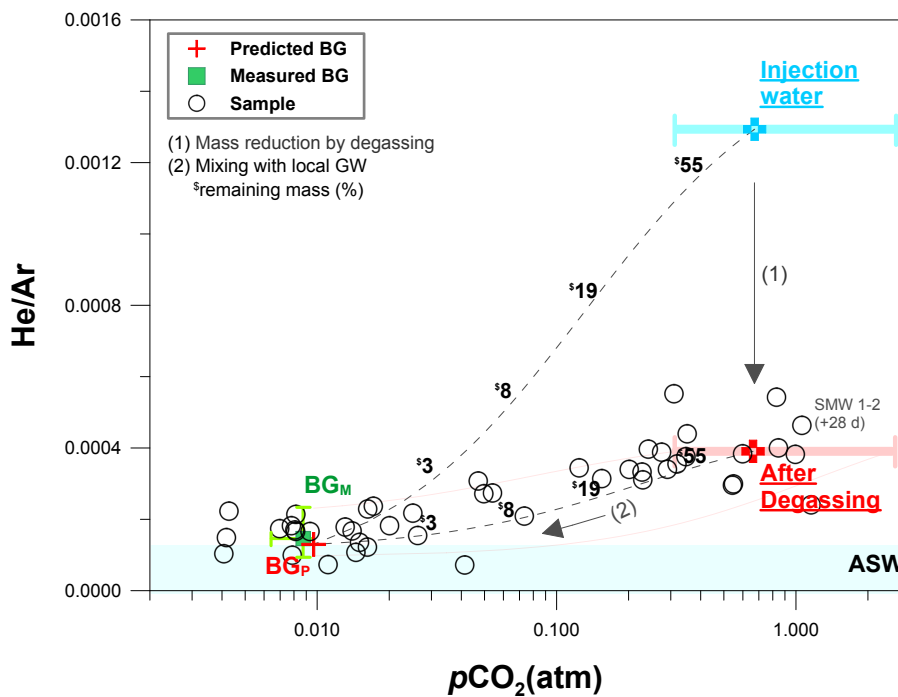 0.0016
0.0012
0.0008
0.0004
0.0000
He/Ar
Predicted BG
Measured BG
Sample
(1) Mass reduction by degassing
(2) Mixing with local GW
$remaining mass (%)
Injection
water
$55
(1)
$19
$8
$3
SMW 1-2
(+28 d)
$55
After
Degassing
$19
(2)
$8
$3
BGM
BGP
ASW
0.010
0.100
1.000
pCO2(atm)